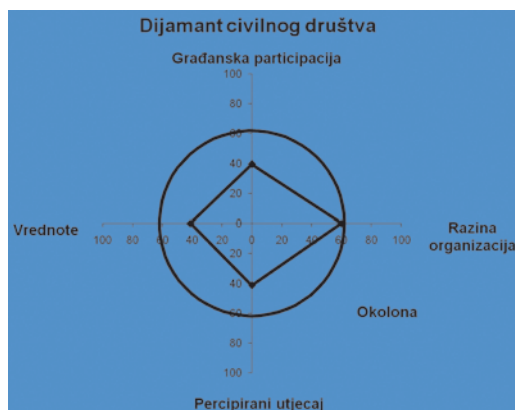 Dijamant civilnog društva
Građanska participacija
100
80
60
40
20
Vrednote
100 80 60 40 20 0 20 40 60 80 100
Razina
organizacija
20
40
60
80
100
Okolona
Percipirani utjecaj